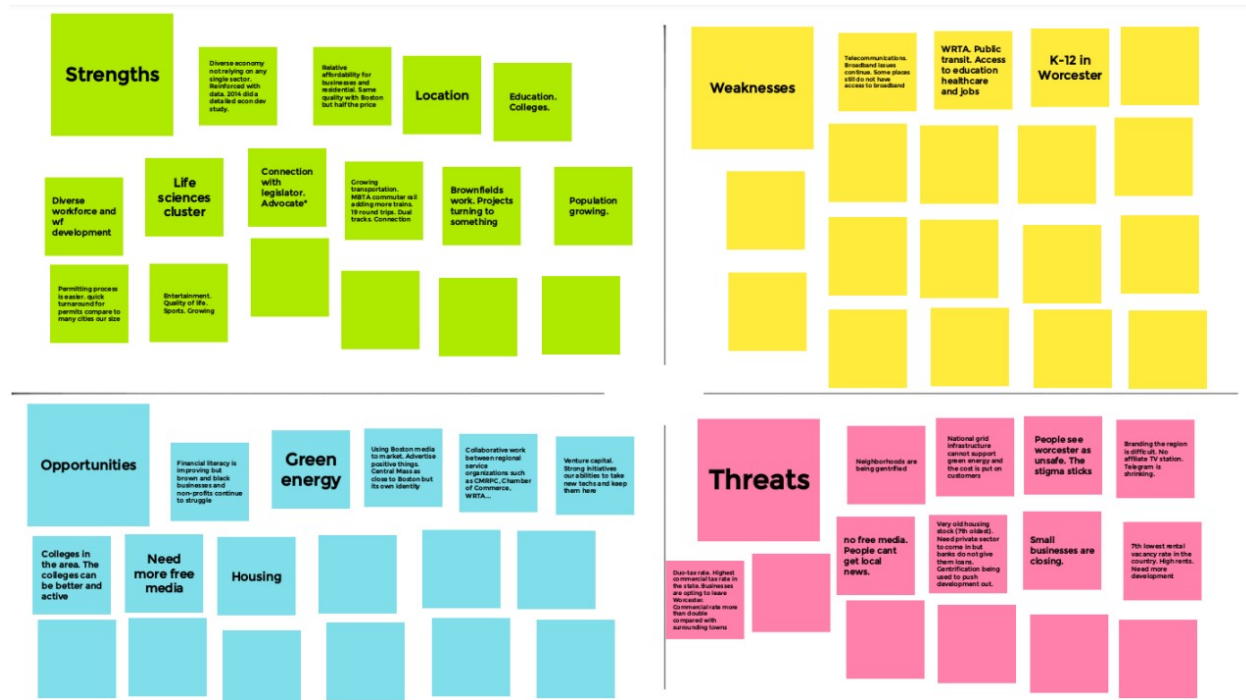 Strengths
Diverse economy
not relying on any
single sector.
Reinforced with
data. 2014 did a
detailed econ dev
study.
Relative
affordability for
businesses and
residential. Same
quality with Boston
but half the price
Location
Education.
Colleges.
Diverse
workforce and
wf
development
Life
sciences
cluster
Connection
with
legislator.
Advocate*
Growing
transportation.
MBTA commuter rail
adding more trains.
19 round trips. Dual
tracks. Connection
Brownfields
work. Projects
turning to
something
Population
growing.
Permitting process
is easier. quick
turnaround for
permits compare to
many cities our size
Entertainment.
Quality of life.
Sports. Growing
Weaknesses
Telecommunications.
Broadband issues
continue. Some places
still do not have
access to broadband
WRTA. Public
transit. Access
to education
healthcare
and jobs
K-12 in
Worcester
Opportunities
Financial literacy is
improving but
brown and black
businesses and
non-profits continue
to struggle
Green
energy
Using Boston media
to market. Advertise
positive things.
Central Mass as
close to Boston but
its own identity
Collaborative work
between regional
service
organizations such
as CMRPC, Chamber
of Commerce,
WRTA...
Venture capital.
Strong initiatives
our abilities to take
new techs and keep
them here
Colleges in
the area. The
colleges can
be better and
active
Need
more free
media
Housing
Threats
Neighborhoods are
being gentrified
National grid
infrastructure
cannot support
green energy and
the cost is put on
customers
People see
worcester as
unsafe. The
stigma sticks
Branding the region
is difficult. No
affiliate TV station.
Telegram is
shrinking.
no free media.
People cant
get local
news.
Very old housing
stock (7th oldest).
Need private sector
to come in but
banks do not give
them loans.
Gentrification being
used to push
development out.
Small
businesses are
closing.
7th lowest rental
vacancy rate in the
country. High rents.
Need more
development
Duo-tax rate. Highest
commercial tax rate in
the state. Businesses
are opting to leave
Worcester.
Commercial rate more
than double
compared with
surrounding towns